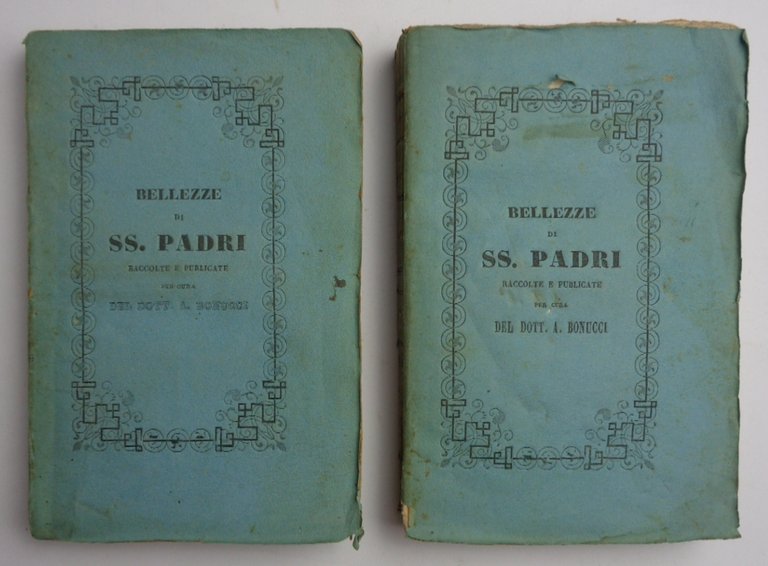 BELLEZZE
DI
SS. PADRI
RACCOLTE E PUBLICATE
PER CURA
DEL DOTT. A. BONUCCI
BELLEZZE
DI
SS. PADRI
RACCOLTE E PUBLICATE
PER CURA
DEL DOTT. A. BONUCCI